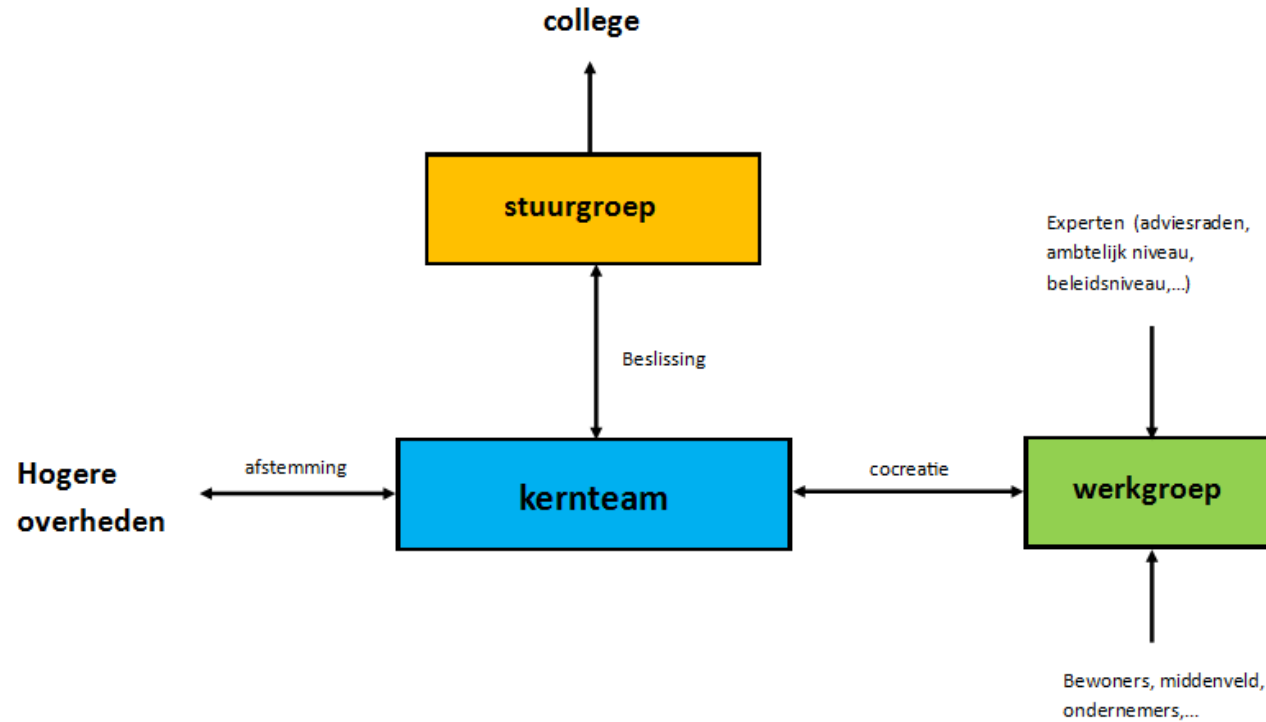 college
stuurgroep
Experten (adviesraden,
ambtelijk niveau,
beleidsniveau,...)
Beslissing
Hogere
overheden
afstemming
kernteam
cocreatie
werkgroep
Bewoners, middenveld,
ondernemers,...